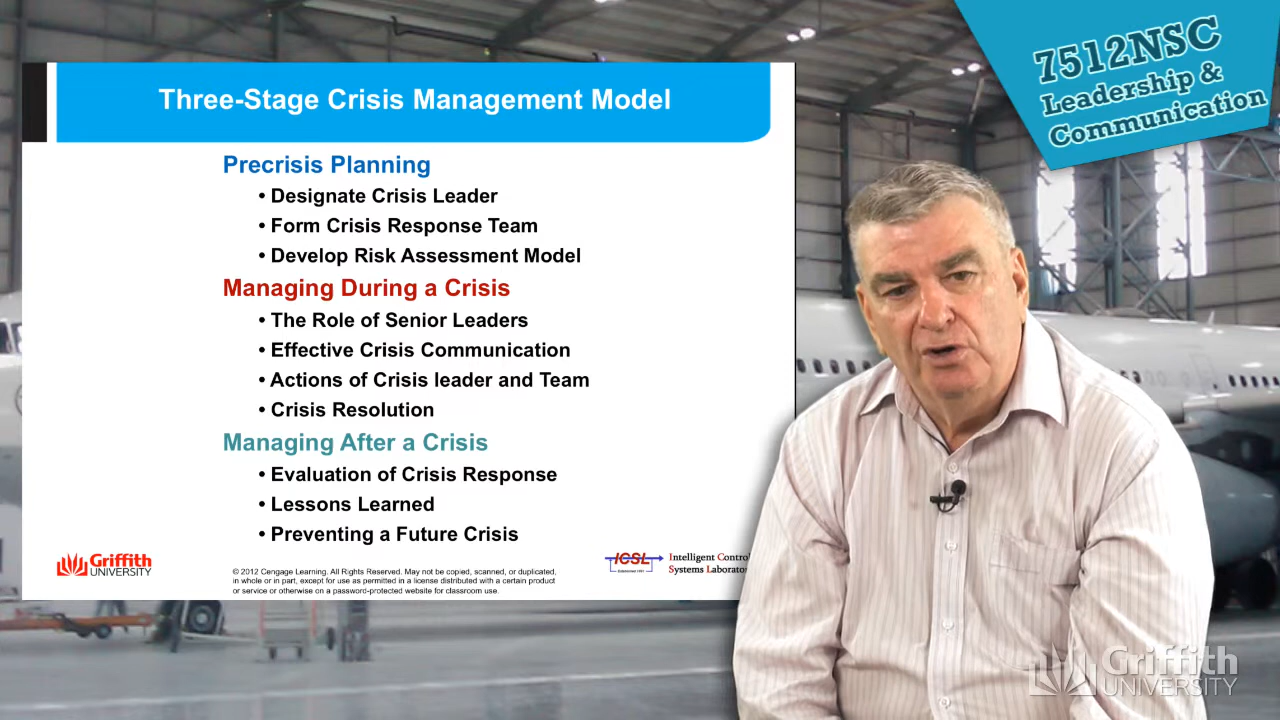 7512NSC
Leadership &
Communication
Three-Stage Crisis Management Model
Precrisis Planning
• Designate Crisis Leader
• Form Crisis Response Team
• Develop Risk Assessment Model
Managing During a Crisis
• The Role of Senior Leaders
• Effective Crisis Communication
• Actions of Crisis leader and Team
• Crisis Resolution
Managing After a Crisis
• Evaluation of Crisis Response
• Lessons Learned
• Preventing a Future Crisis
Griffith
UNIVERSITY
© 2012 Cengage Learning. All Rights Reserved. May not be copied, scanned, or duplicated,
in whole or in part, except for use as permitted in a license distributed with a certain product
or service or otherwise on a password-protected website for classroom use.
ICSL
Intelligent Contro
Systems Labora
Griffith
UNIVERSITY